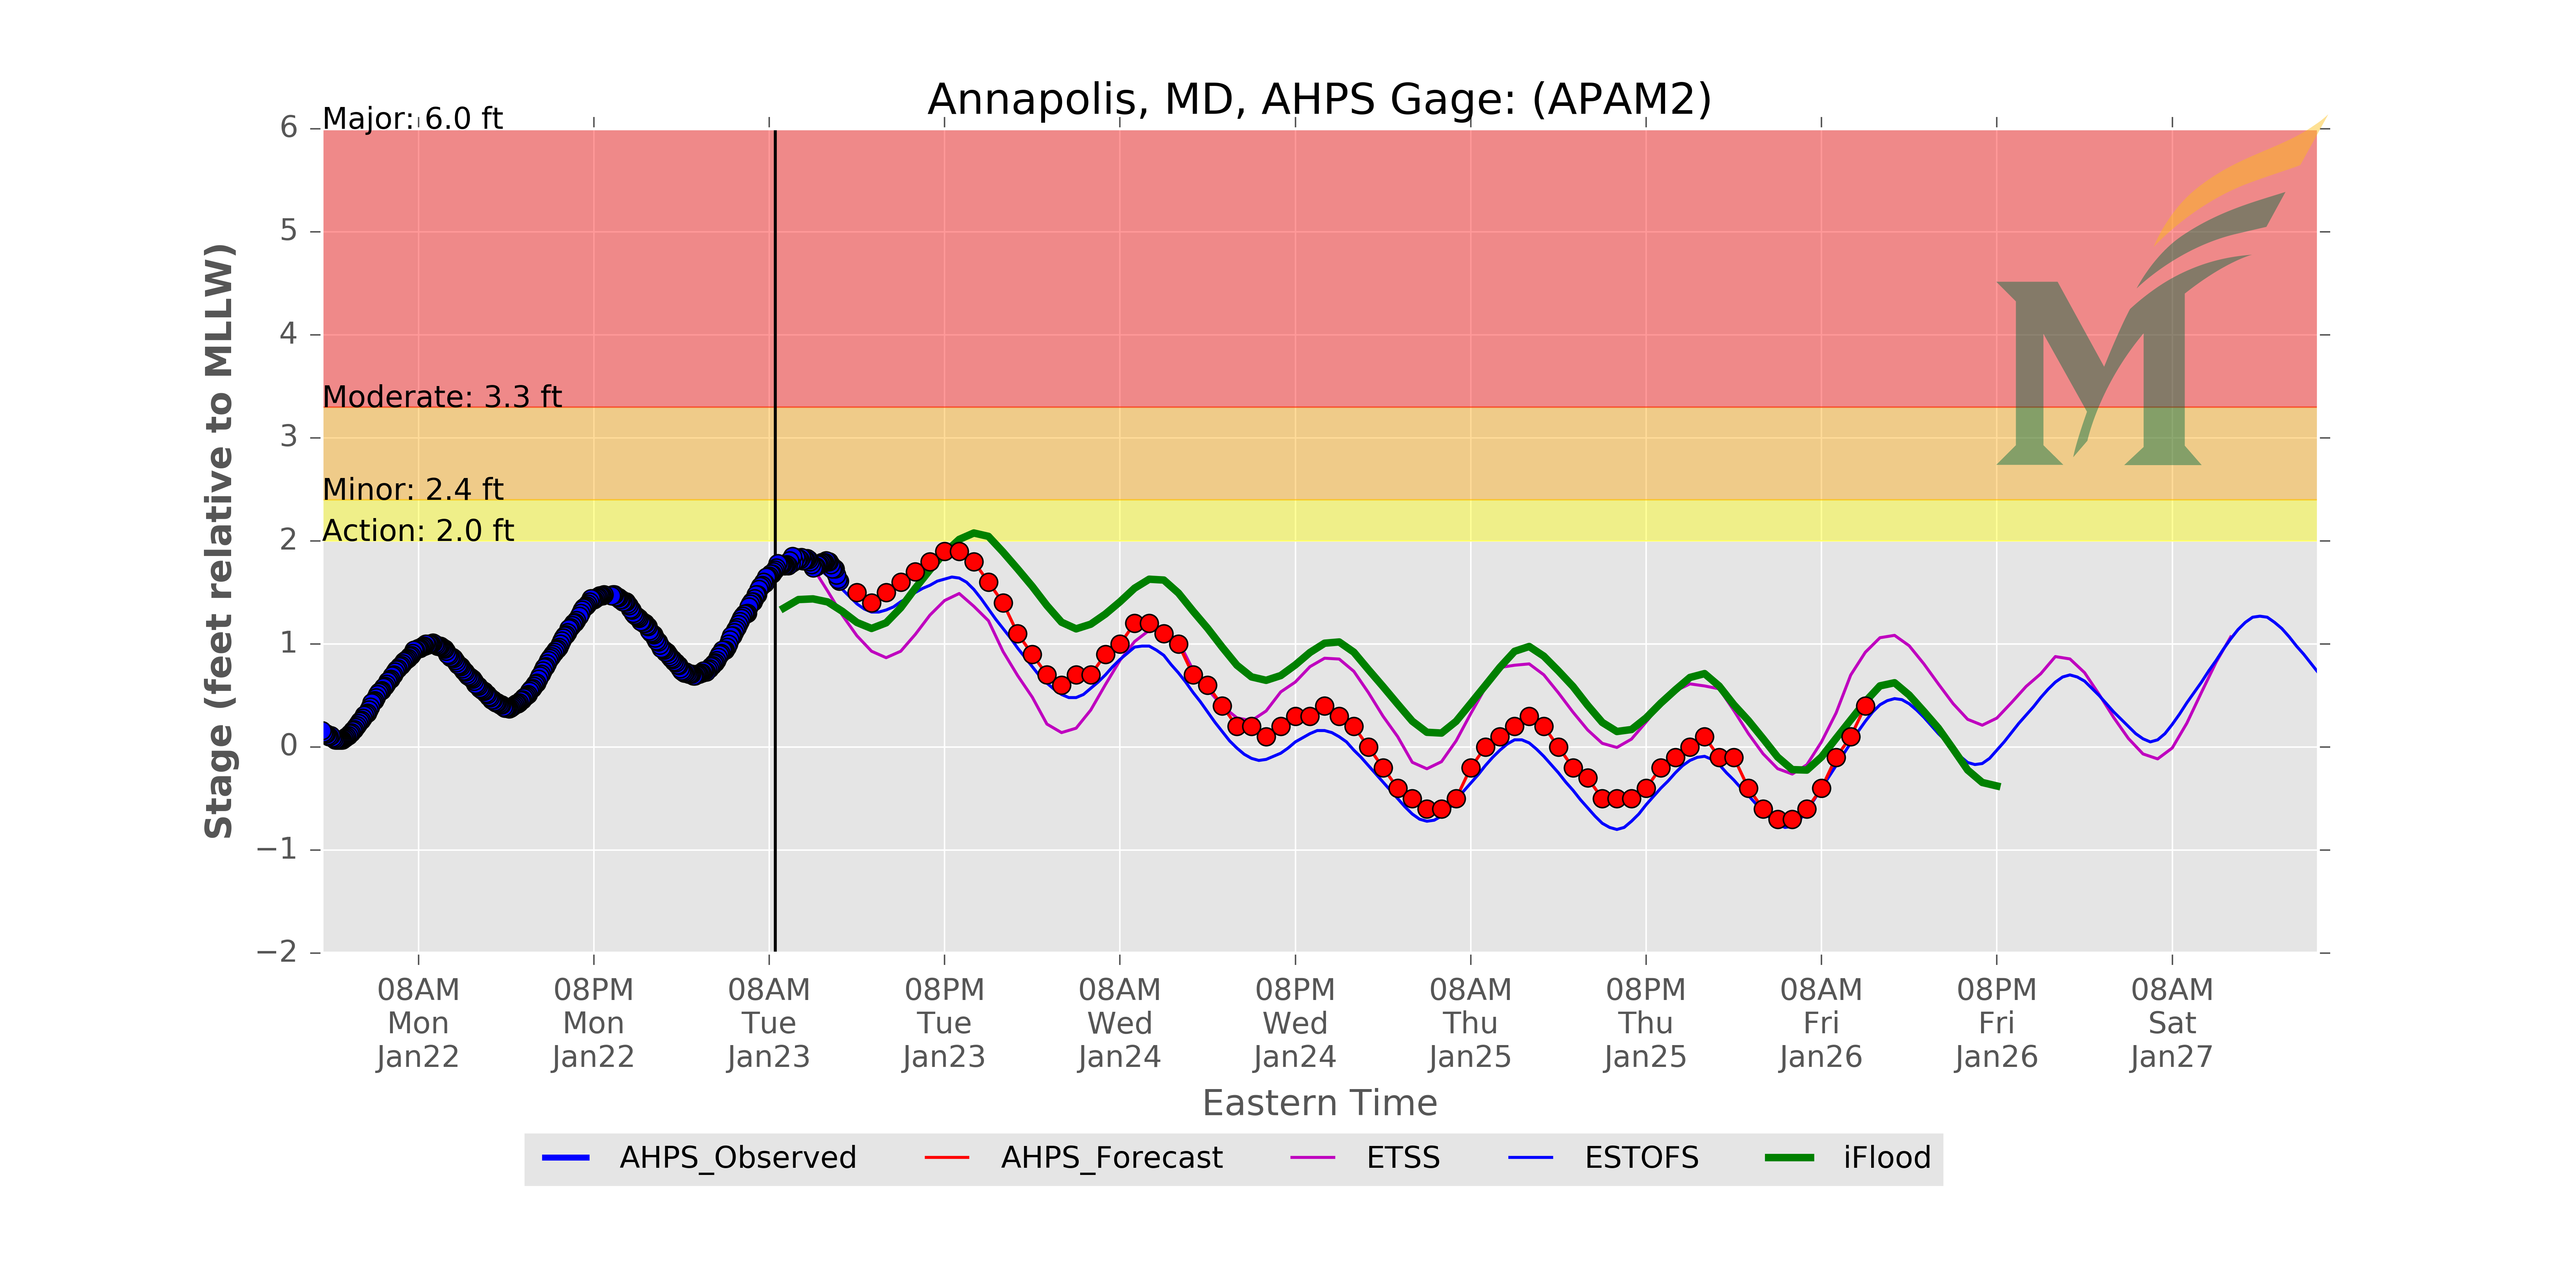 Annapolis, MD, AHPS Gage: (APAM2)
Major: 6.0 ft
Moderate: 3.3 ft
Minor: 2.4 ft
Action: 2.0 ft
Stage (feet relative to MLLW)
6
5
4
3
2
1
0
−1
−2
08AM
Mon
Jan22
08PM
Mon
Jan22
08AM
Tue
Jan23
08PM
Tue
Jan23
08AM
Wed
Jan24
08PM
Wed
Jan24
08AM
Thu
Jan25
08PM
Thu
Jan25
08AM
Fri
Jan26
08PM
Fri
Jan26
08AM
Sat
Jan27
Eastern Time
AHPS_Observed
AHPS_Forecast
ETSS
ESTOFS
iFlood
M